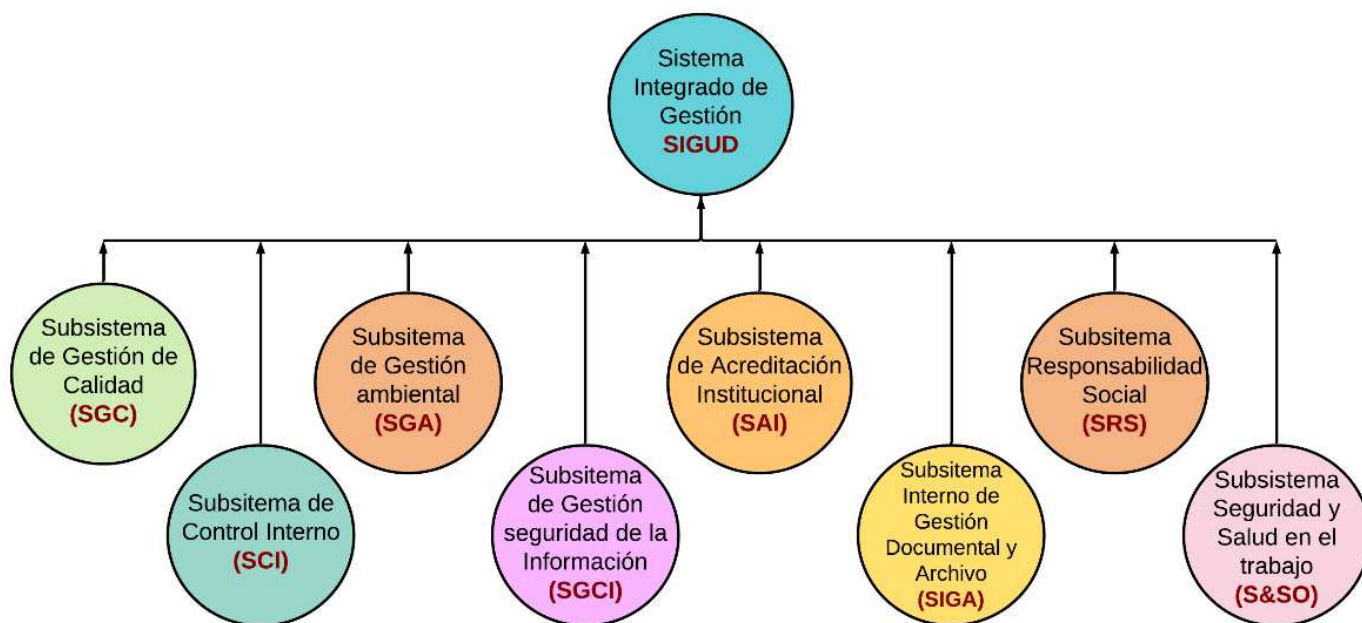 Sistema
Integrado de
Gestión
SIGUD
Subsistema
de Gestión de
Calidad
(SGC)
Subsitema de
Control Interno
(SCI)
Subsitema
de Gestión
ambiental
(SGA)
Subsitema
de Gestión
seguridad de la
Información
(SGCI)
Subsistema
de Acreditación
Institucional
(SAI)
Subsitema
Interno de
Gestión
Documental y
Archivo
(SIGA)
Subsitema
Responsabilidad
Social
(SRS)
Subsistema
Seguridad y
Salud en el
trabajo
(S&SO)